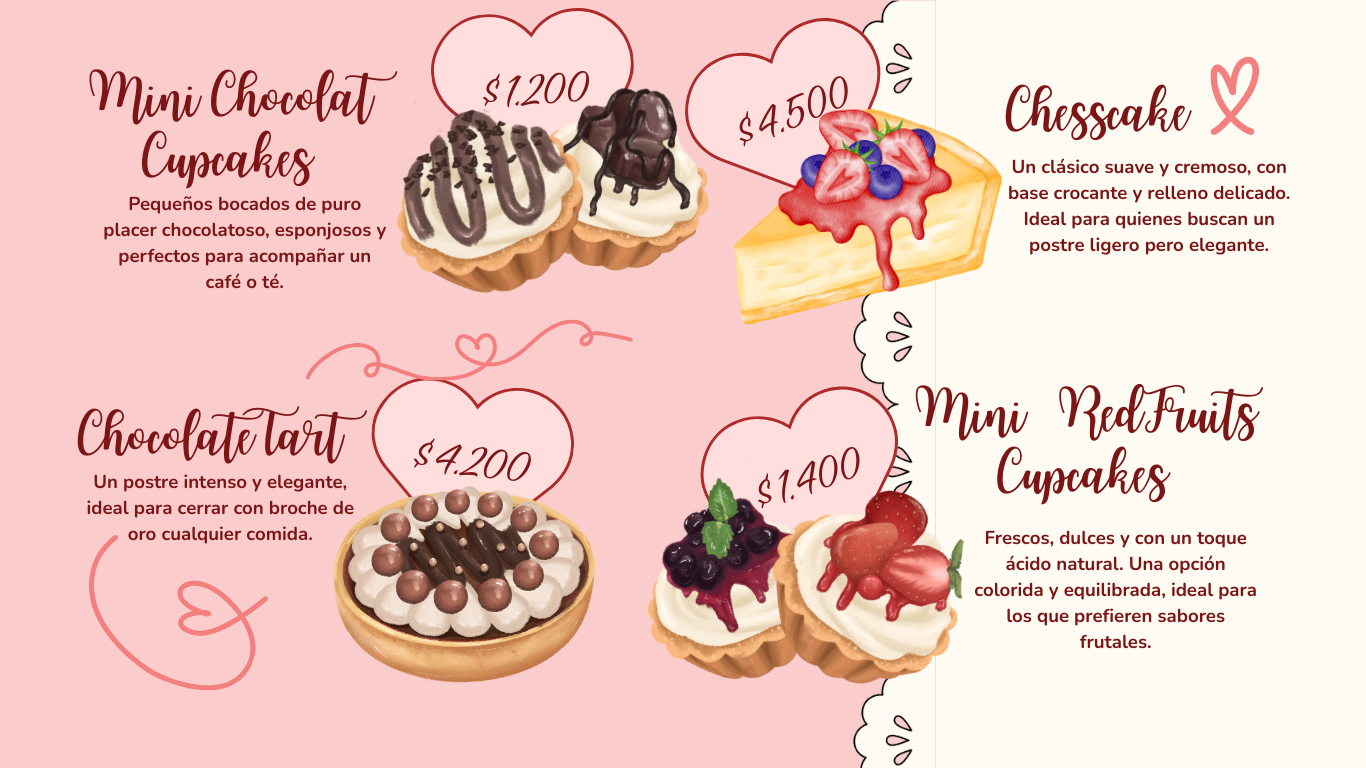 Mini Chocolat
Cupcakes
Pequeños bocados de puro
placer chocolatoso, esponjosos y
perfectos para acompañar un
café o té.
$1.200
$4.500
Chesscake
Un clásico suave y cremoso, con
base crocante y relleno delicado.
Ideal para quienes buscan un
postre ligero pero elegante.
Chocolate Tart
Un postre intenso y elegante,
ideal para cerrar con broche de
oro cualquier comida.
$4.200
$1.400
Mini RedFruits
Cupcakes
Frescos, dulces y con un toque
ácido natural. Una opción
colorida y equilibrada, ideal para
los que prefieren sabores
frutales.